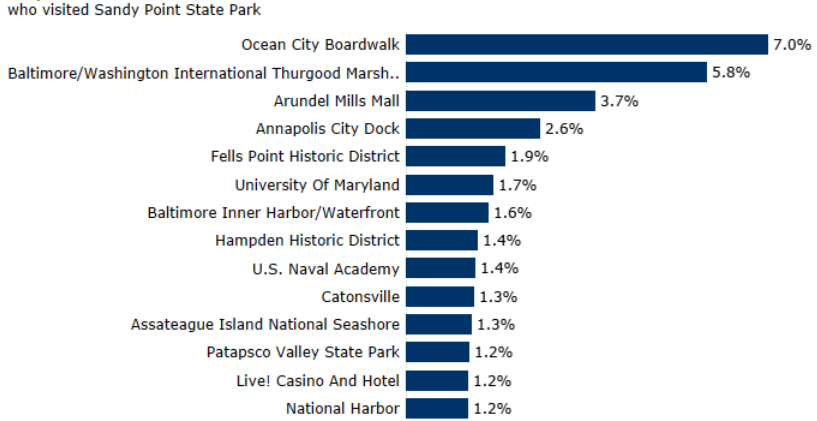 who visited Sandy Point State Park
Ocean City Boardwalk 7.0%
Baltimore/Washington International Thurgood Marsh.. 5.8%
Arundel Mills Mall 3.7%
Annapolis City Dock 2.6%
Fells Point Historic District 1.9%
University Of Maryland 1.7%
Baltimore Inner Harbor/Waterfront 1.6%
Hampden Historic District 1.4%
U.S. Naval Academy 1.4%
Catonsville 1.3%
Assateague Island National Seashore 1.3%
Patapsco Valley State Park 1.2%
Live! Casino And Hotel 1.2%
National Harbor 1.2%